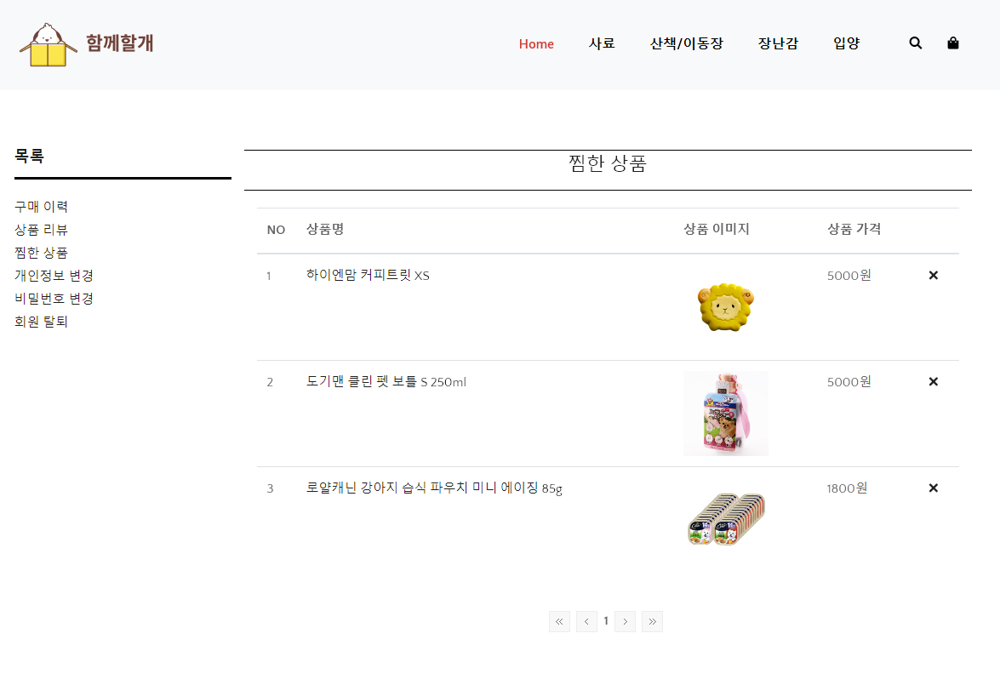 함께할개
Home 사료 산책/이동장 장난감 입양
목록
구매 이력
상품 리뷰
찜한 상품
개인정보 변경
비밀번호 변경
회원 탈퇴
찜한 상품
NO 상품명 상품 이미지 상품 가격
1 하이엔맘 커피트릿 XS 5000원
2 도기맨 클린 펫 보틀 S 250ml 5000원
3 로얄캐닌 강아지 습식 파우치 미니 에이징 85g 1800원
« ‹ 1 › »